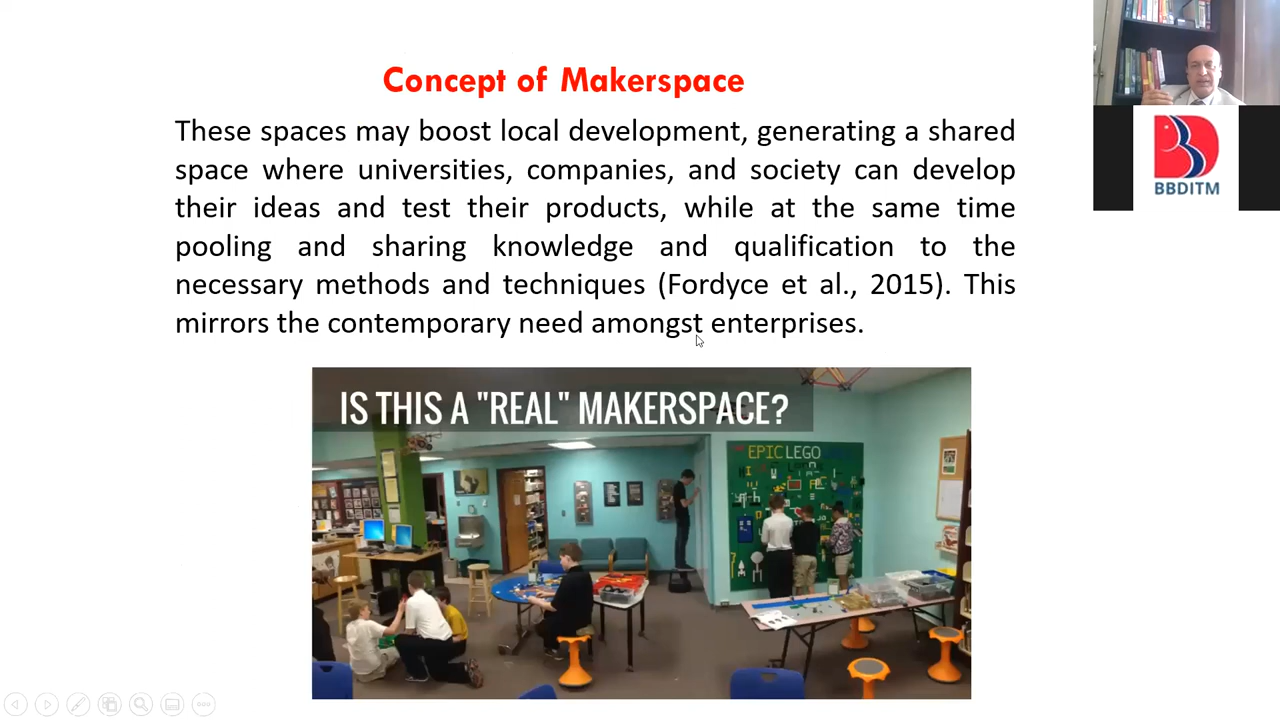 Concept of Makerspace
These spaces may boost local development, generating a shared
space where universities, companies, and society can develop
their ideas and test their products, while at the same time
pooling and sharing knowledge and qualification to the
necessary methods and techniques (Fordyce et al., 2015). This
mirrors the contemporary need amongst enterprises.
BBDITM
IS THIS A "REAL" MAKERSPACE?
EPIC LEGO